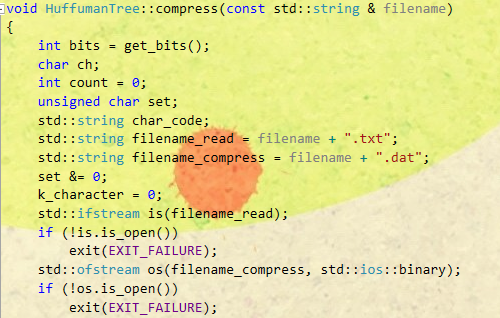 void HuffumanTree::compress(const std::string & filename)
{
    int bits = get_bits();
    char ch;
    int count = 0;
    unsigned char set;
    std::string char_code;
    std::string filename_read = filename + ".txt";
    std::string filename_compress = filename + ".dat";
    set &= 0;
    k_character = 0;
    std::ifstream is(filename_read);
    if (!is.is_open())
        exit(EXIT_FAILURE);
    std::ofstream os(filename_compress, std::ios::binary);
    if (!os.is_open())
        exit(EXIT_FAILURE);